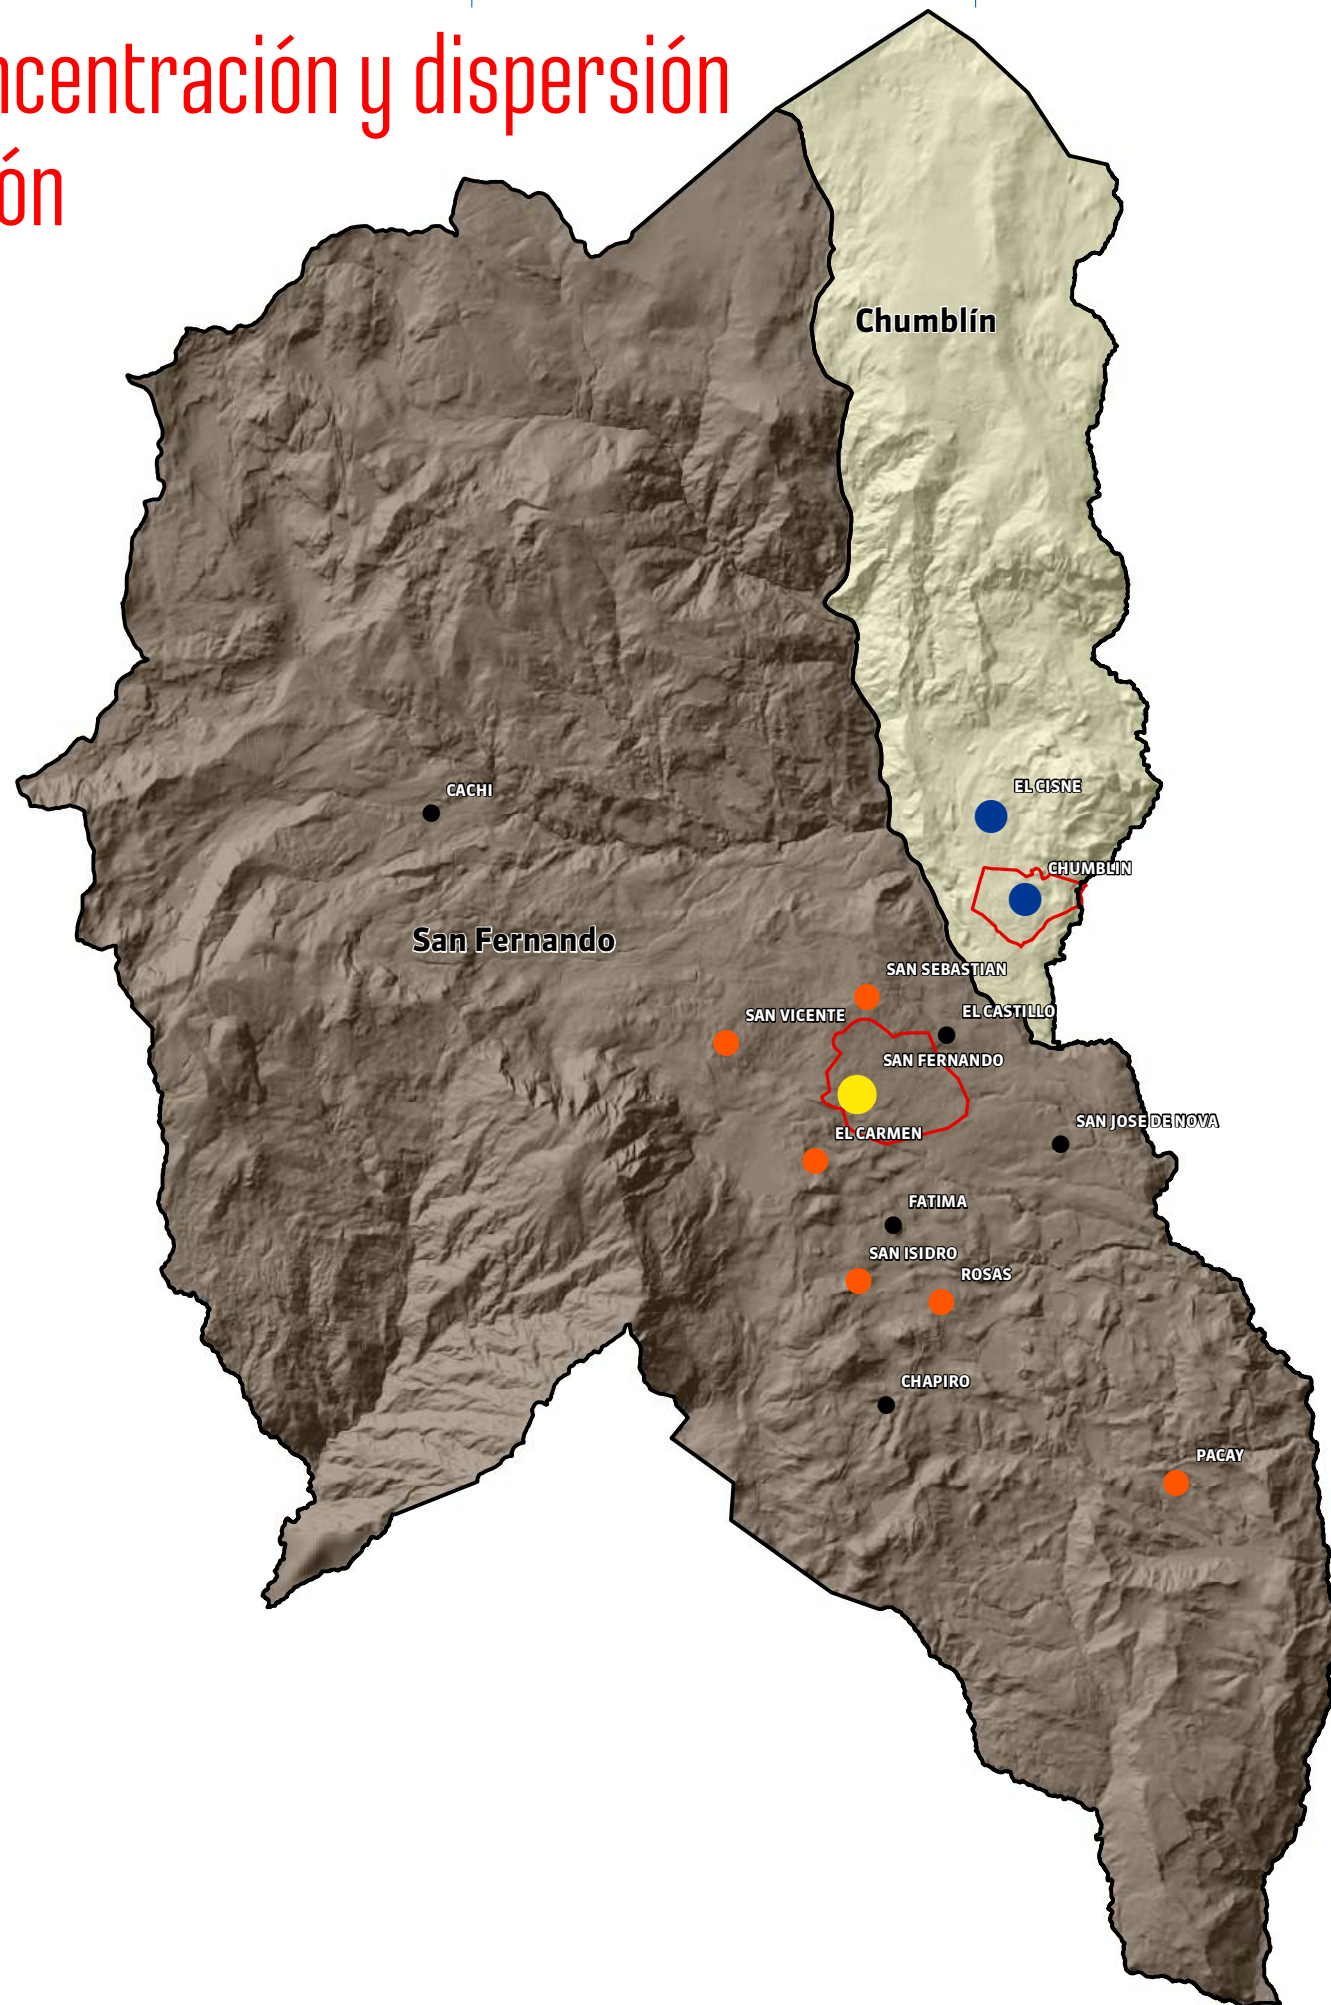 ncentración y dispersión
ón
Chumblín
EL CISNE
CACHI
CHUMBLIN
San Fernando
SAN SEBASTIAN
EL CASTILLO
SAN VICENTE
SAN FERNANDO
SAN JOSE DE NOVA
EL CARMEN
FATIMA
SAN ISIDRO
ROSAS
CHAPIRO
PACAY